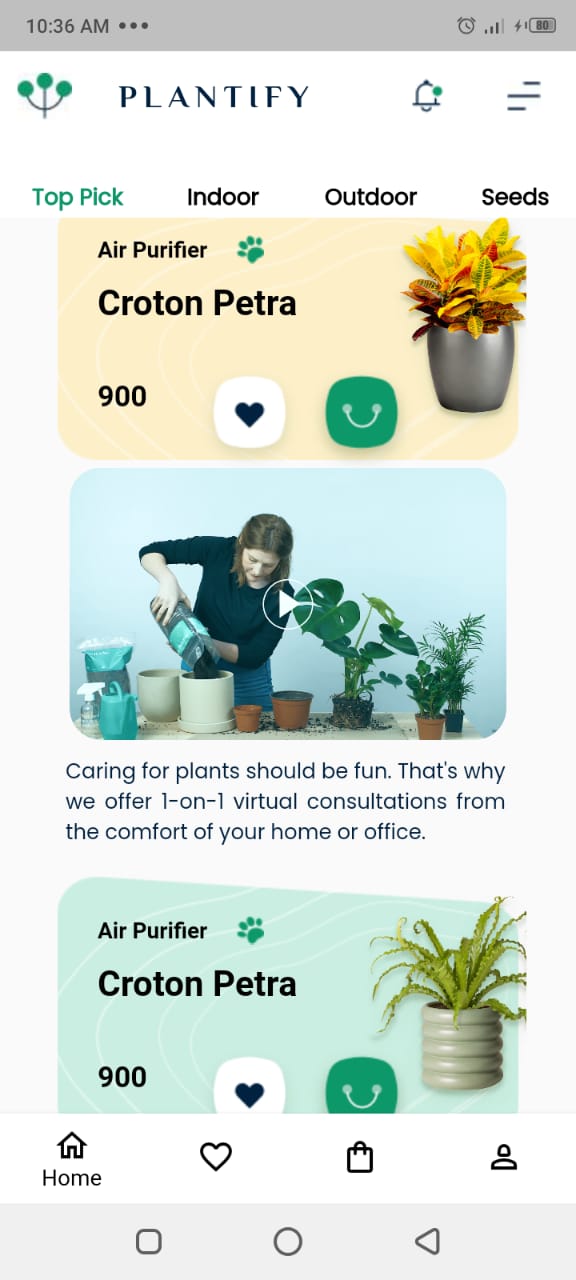 10:36 AM •••
80
PLANTIFY
Top Pick Indoor Outdoor Seeds
Air Purifier
Croton Petra
900
Caring for plants should be fun. That's why
we offer 1-on-1 virtual consultations from
the comfort of your home or office.
Air Purifier
Croton Petra
900
Home